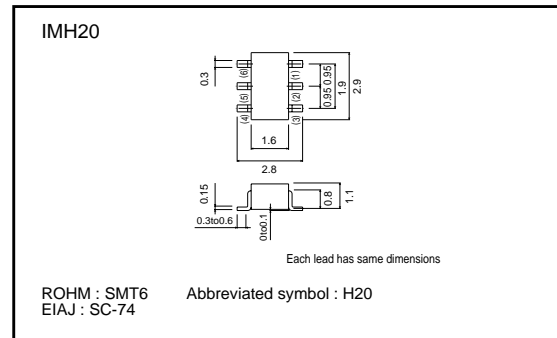 IMH20
0.3
(6)
(5)
(4)
(1)
(2)
(3)
0.95 0.95
1.9
2.9
1.6
2.8
0.15
0.3to0.6
0to0.1
0.8
1.1
Each lead has same dimensions
ROHM : SMT6 Abbreviated symbol : H20
EIAJ : SC-74